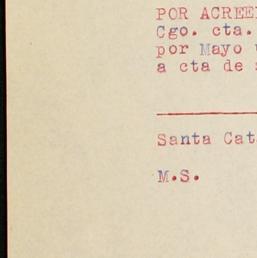 POR ACREE
Cgo. cta.
por Mayo
a cta de
Santa Cat
M.S.